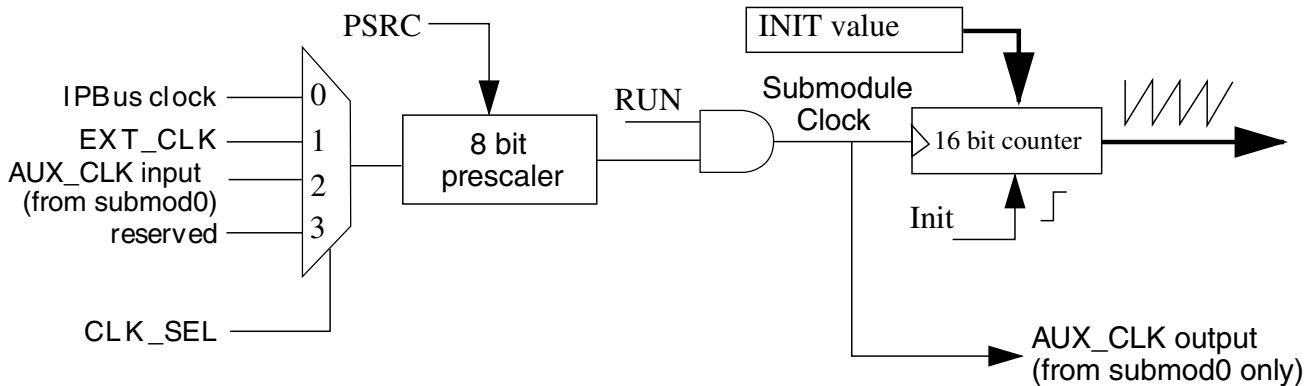 PSRC
INIT value
IPBus clock
0
EXT_CLK
1
AUX_CLK input
(from submod0)
2
reserved
3
CLK_SEL
8 bit
prescaler
RUN
Submodule
Clock
16 bit counter
Init
AUX_CLK output
(from submod0 only)